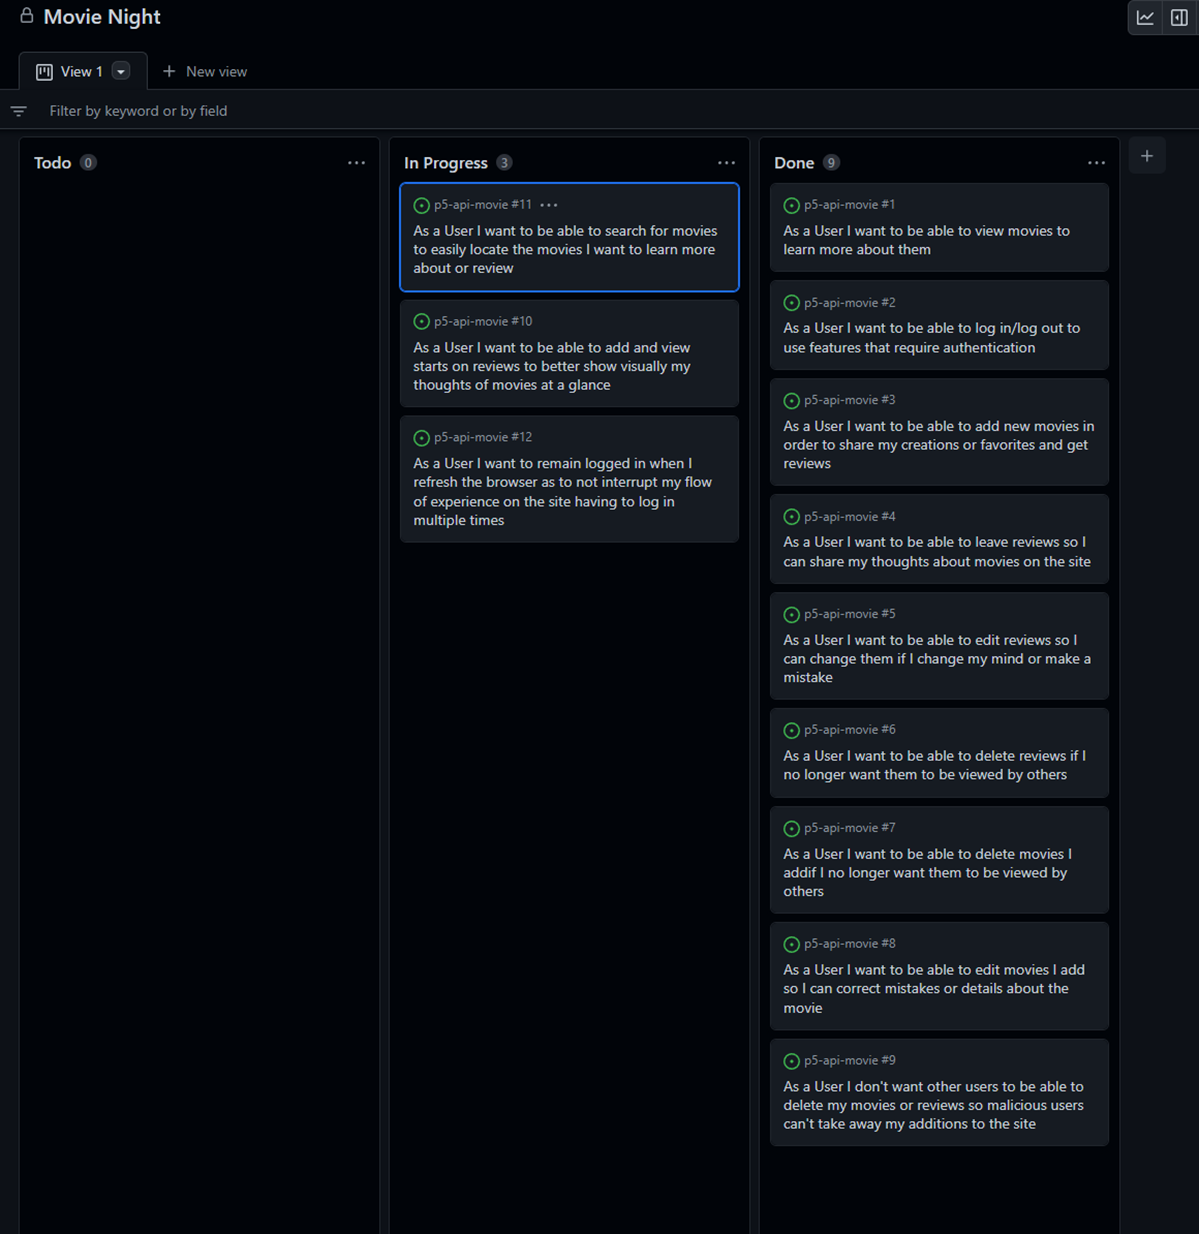 Movie Night
View 1
New view
Filter by keyword or by field
Todo 0
In Progress 3
p5-api-movie #11
As a User I want to be able to search for movies
to easily locate the movies I want to learn more
about or review
p5-api-movie #10
As a User I want to be able to add and view
starts on reviews to better show visually my
thoughts of movies at a glance
p5-api-movie #12
As a User I want to remain logged in when I
refresh the browser as to not interrupt my flow
of experience on the site having to log in
multiple times
Done 9
p5-api-movie #1
As a User I want to be able to view movies to
learn more about them
p5-api-movie #2
As a User I want to be able to log in/log out to
use features that require authentication
p5-api-movie #3
As a User I want to be able to add new movies in
order to share my creations or favorites and get
reviews
p5-api-movie #4
As a User I want to be able to leave reviews so I
can share my thoughts about movies on the site
p5-api-movie #5
As a User I want to be able to edit reviews so I
can change them if I change my mind or make a
mistake
p5-api-movie #6
As a User I want to be able to delete reviews if I
no longer want them to be viewed by others
p5-api-movie #7
As a User I want to be able to delete movies I
addif I no longer want them to be viewed by
others
p5-api-movie #8
As a User I want to be able to edit movies I add
so I can correct mistakes or details about the
movie
p5-api-movie #9
As a User I don't want other users to be able to
delete my movies or reviews so malicious users
can't take away my additions to the site